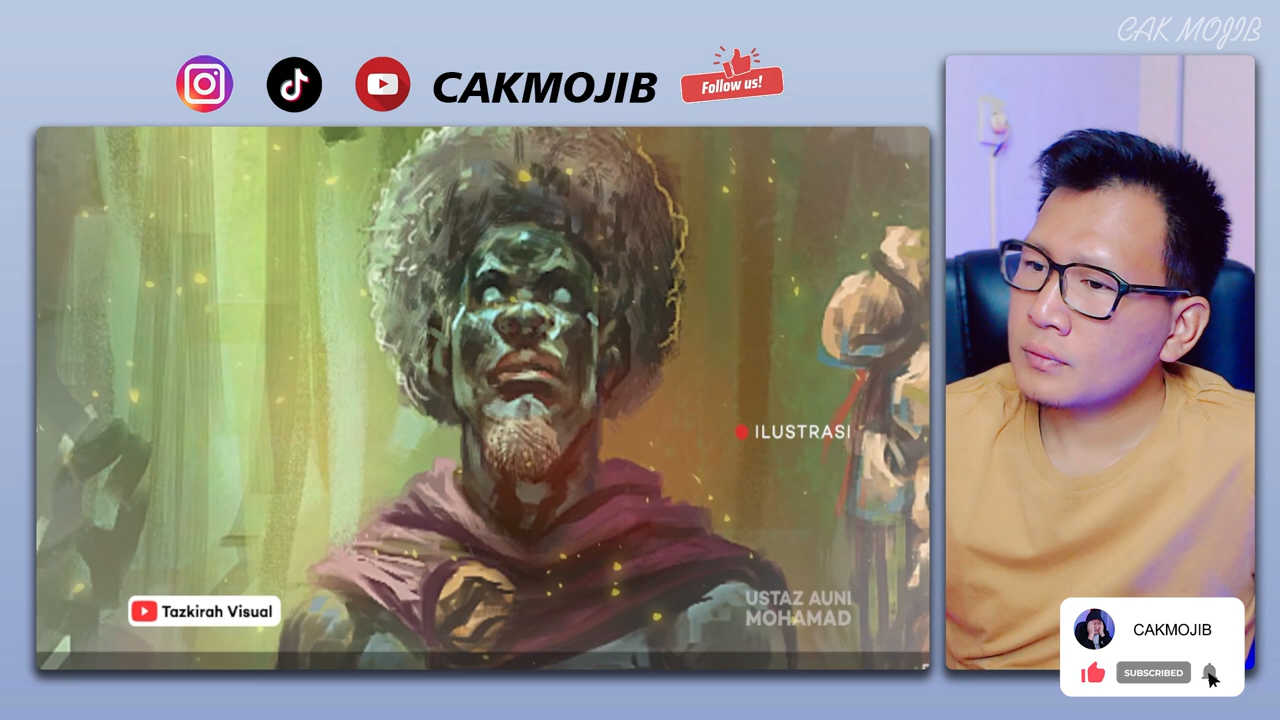 CAK MOJIB
CAKMOJIB
Follow us!
ILUSTRASI
USTAZ AUNI
MOHAMAD
Tazkirah Visual
CAKMOJIB
SUBSCRIBED